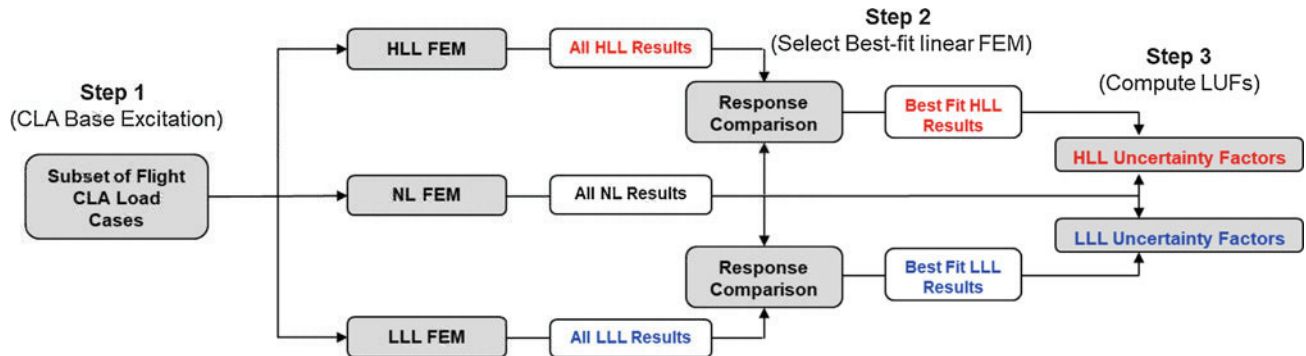 Step 1
(CLA Base Excitation)
Subset of Flight
CLA Load
Cases
HLL FEM
All HLL Results
NL FEM
All NL Results
LLL FEM
All LLL Results
Step 2
(Select Best-fit linear FEM)
Response
Comparison
Best Fit HLL
Results
Response
Comparison
Best Fit LLL
Results
Step 3
(Compute LUFs)
HLL Uncertainty Factors
LLL Uncertainty Factors